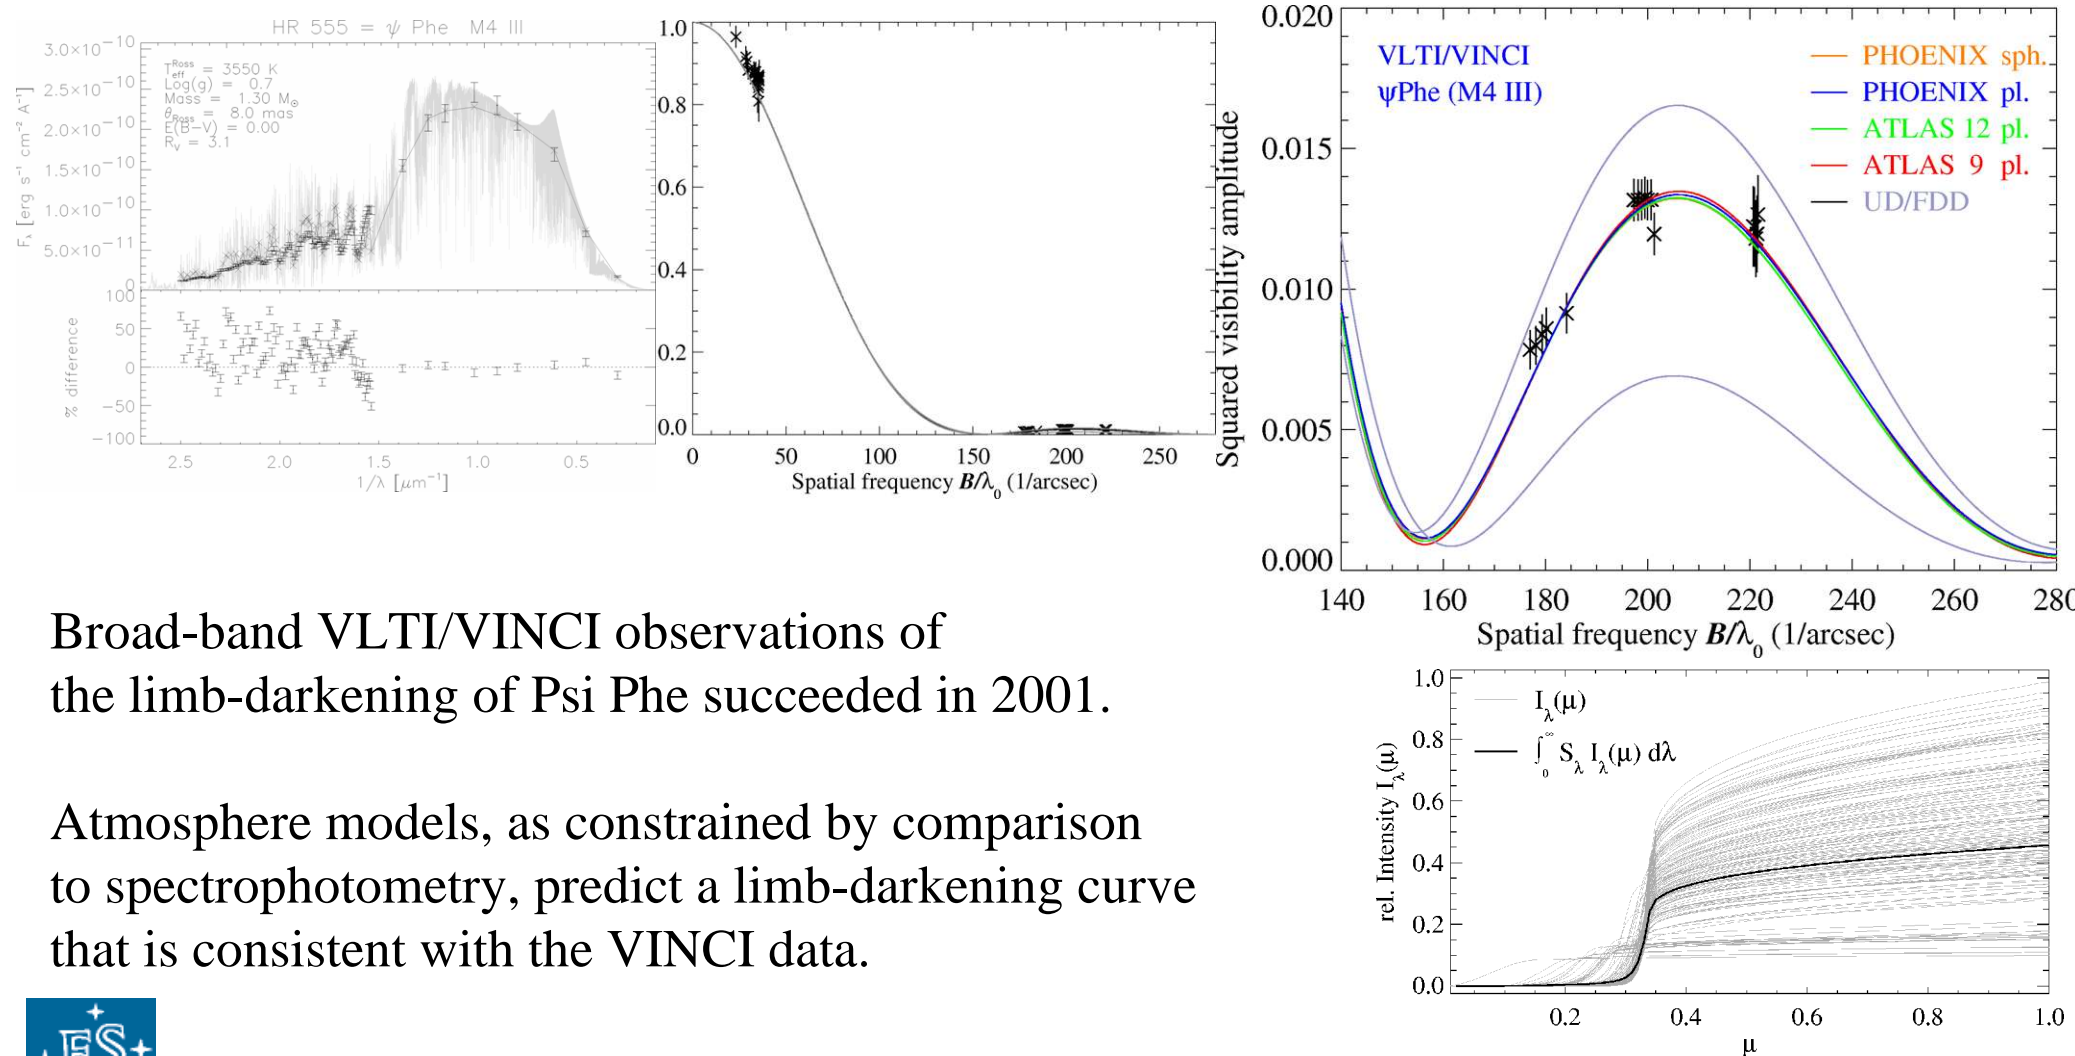 HR 555 = ψ Phe M4 III
T_eff^Ross = 3550 K
Log(g) = 0.7
Mass = 1.30 M⊙
θ_Ross = 8.0 mas
E(B−V) = 0.00
R_V = 3.1
F_λ [erg s⁻¹ cm⁻² A⁻¹]
3.0×10⁻¹⁰
2.5×10⁻¹⁰
2.0×10⁻¹⁰
1.5×10⁻¹⁰
1.0×10⁻¹⁰
5.0×10⁻¹¹
0
% difference
100
50
0
−50
−100
2.5 2.0 1.5 1.0 0.5
1/λ [μm⁻¹]
1.0
0.8
0.6
0.4
0.2
0.0
0 50 100 150 200 250
Spatial frequency B/λ₀ (1/arcsec)
Squared visibility amplitude
0.020
0.015
0.010
0.005
0.000
VLTI/VINCI
ψPhe (M4 III)
PHOENIX sph.
PHOENIX pl.
ATLAS 12 pl.
ATLAS 9 pl.
UD/FDD
140 160 180 200 220 240 260 280
Spatial frequency B/λ₀ (1/arcsec)
Broad-band VLTI/VINCI observations of
the limb-darkening of Psi Phe succeeded in 2001.
Atmosphere models, as constrained by comparison
to spectrophotometry, predict a limb-darkening curve
that is consistent with the VINCI data.
rel. Intensity I_λ(μ)
1.0
0.8
0.6
0.4
0.2
0.0
I_λ(μ)
∫₀^∞ S_λ I_λ(μ) dλ
0.2 0.4 0.6 0.8 1.0
μ
ES